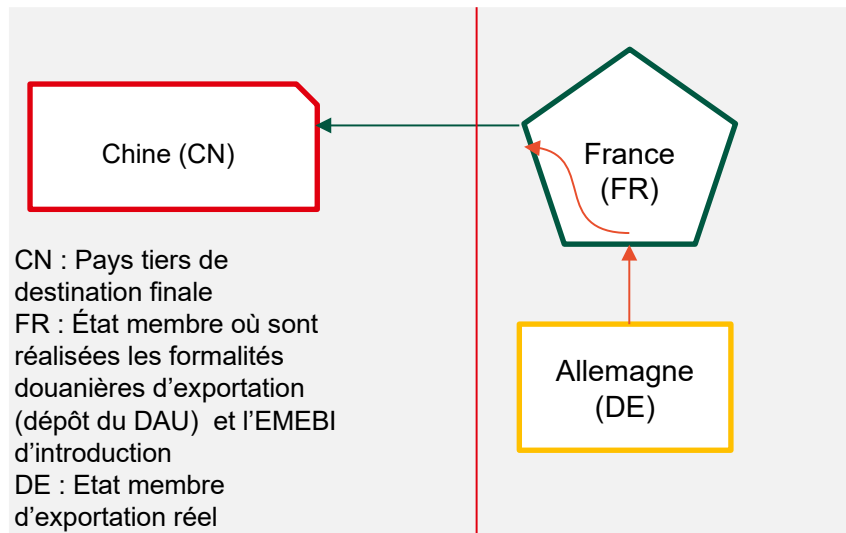 Chine (CN)
France
(FR)
Allemagne
(DE)
CN : Pays tiers de
destination finale
FR : État membre où sont
réalisées les formalités
douanières d’exportation
(dépôt du DAU)  et l’EMEBI
d’introduction
DE : Etat membre
d’exportation réel